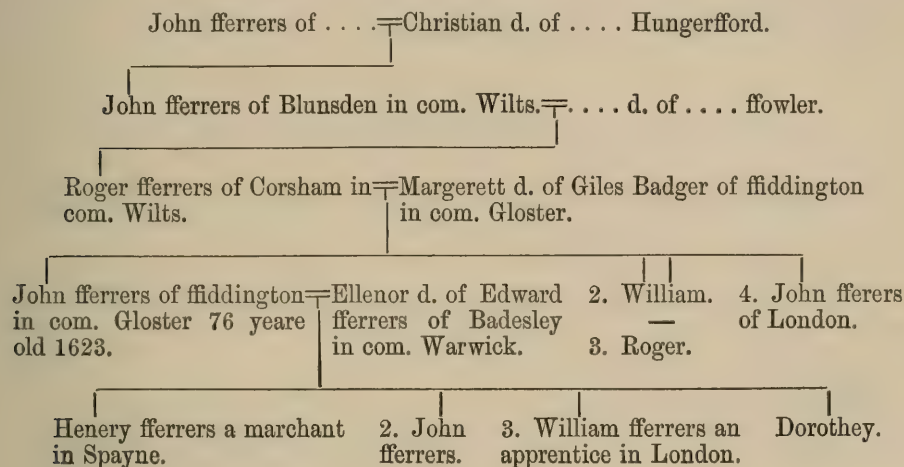 John fferrers of . . . . Christian d. of . . . . Hungerfford.
John fferrers of Blunsden in com. Wilts. . . . . d. of . . . . ffowler.
Roger fferrers of Corsham in Margerett d. of Giles Badger of ffiddington
com. Wilts. in com. Gloster.
John fferrers of ffiddington Ellenor d. of Edward 2. William. 4. John fferers
in com. Gloster 76 yeare fferrers of Badesley — of London.
old 1623. in com. Warwick. 3. Roger.
Henery fferrers a marchant 2. John 3. William fferrers an Dorothey.
in Spayne. fferrers. apprentice in London.